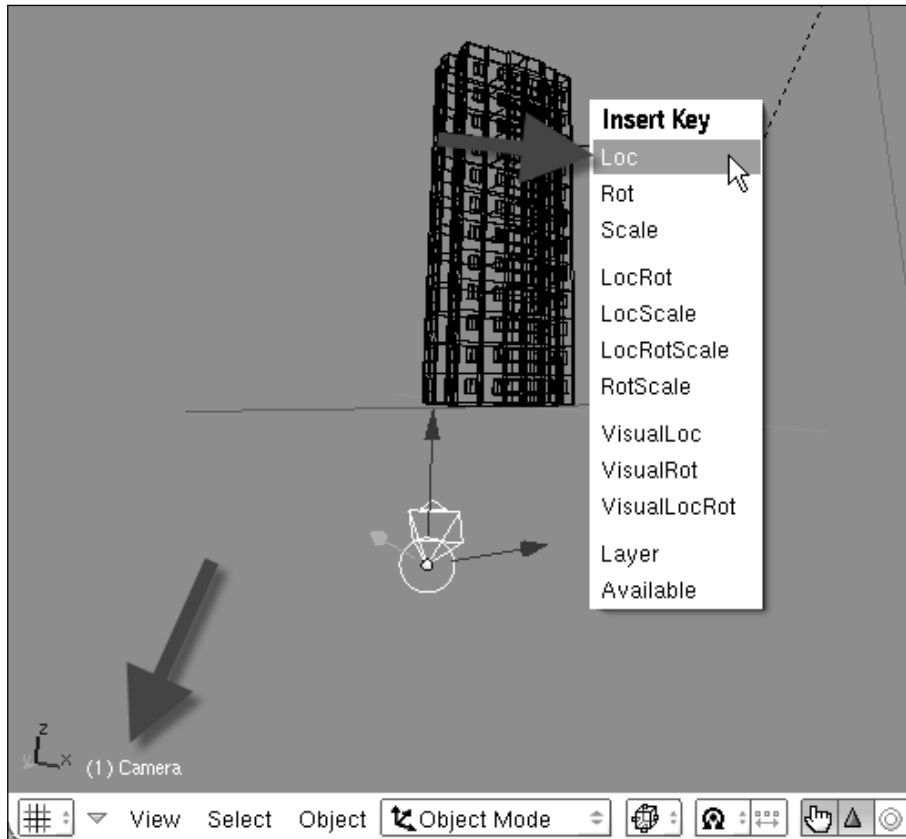 Insert Key
Loc
Rot
Scale
LocRot
LocScale
LocRotScale
RotScale
VisualLoc
VisualRot
VisualLocRot
Layer
Available
z
y x
(1) Camera
View Select Object Object Mode